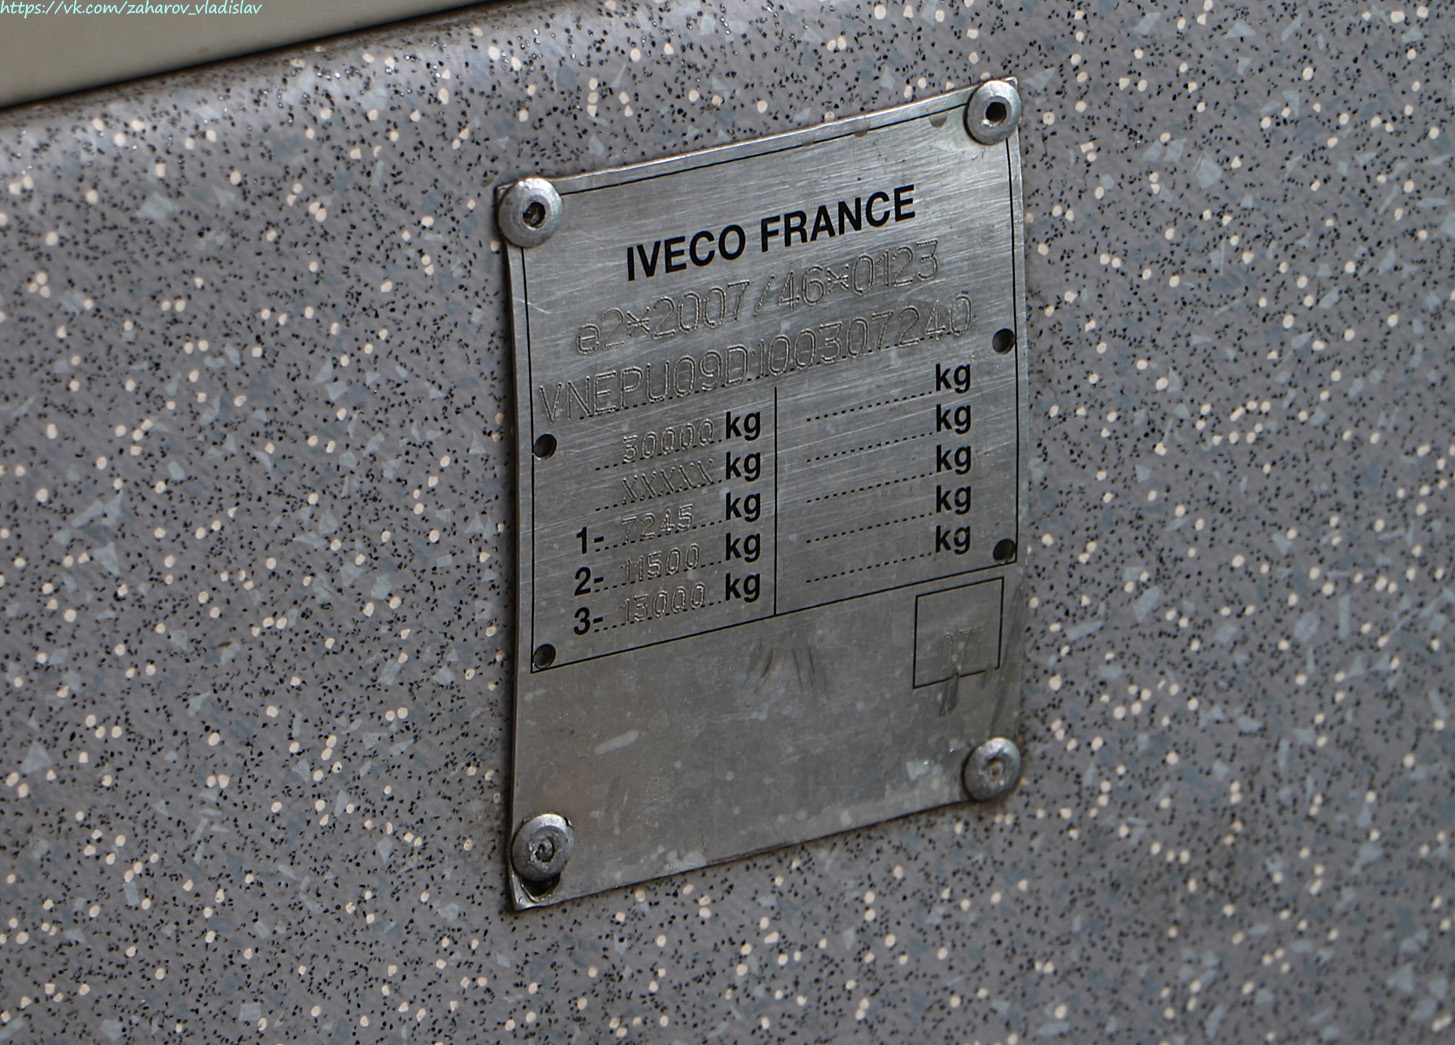 https://vk.com/zaharov_vladislav
IVECO FRANCE
e2*2007/46*0123
VNEPU09D100307240
30000 kg
XXXXX kg
1- 7245 kg
2- 11500 kg
3- 13000 kg
kg
kg
kg
kg
kg